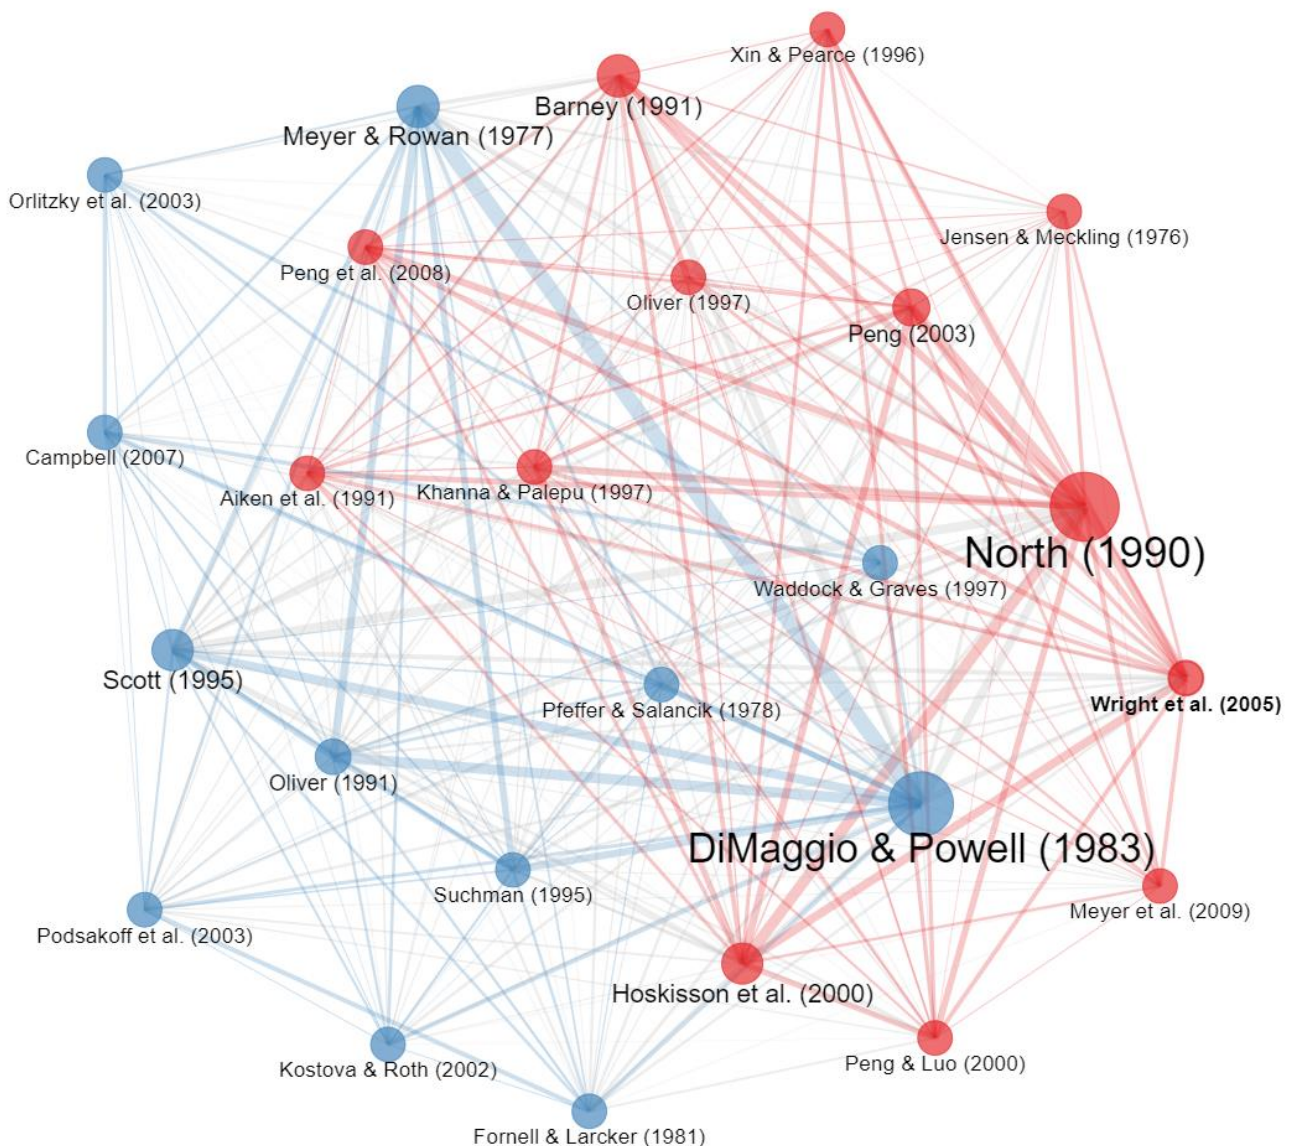 Xin & Pearce (1996)
Barney (1991)
Meyer & Rowan (1977)
Orlitzky et al. (2003)
Jensen & Meckling (1976)
Peng et al. (2008)
Oliver (1997)
Peng (2003)
Campbell (2007)
Aiken et al. (1991)
Khanna & Palepu (1997)
North (1990)
Waddock & Graves (1997)
Scott (1995)
Pfeffer & Salancik (1978)
Wright et al. (2005)
Oliver (1991)
DiMaggio & Powell (1983)
Suchman (1995)
Meyer et al. (2009)
Podsakoff et al. (2003)
Hoskisson et al. (2000)
Kostova & Roth (2002)
Peng & Luo (2000)
Fornell & Larcker (1981)